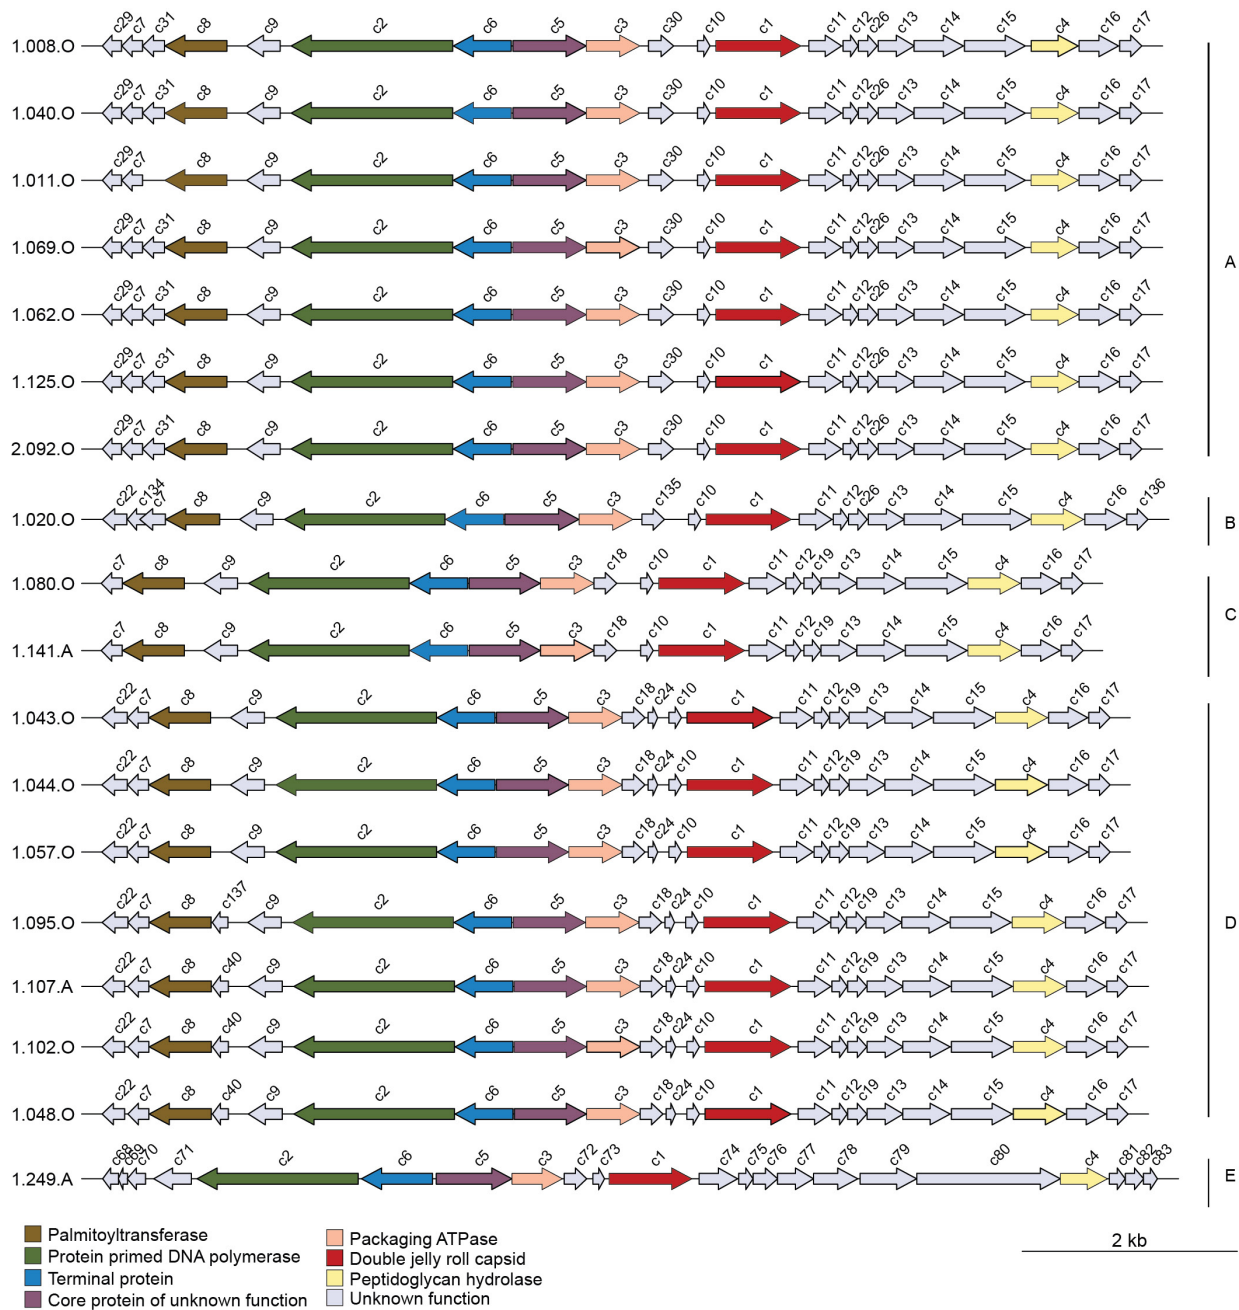 c29 c7 c31 c8 c9 c2 c6 c5 c3 c30 c10 c1 c11 c12 c26 c13 c14 c15 c4 c16 c17
1.008.O
c29 c7 c31 c8 c9 c2 c6 c5 c3 c30 c10 c1 c11 c12 c26 c13 c14 c15 c4 c16 c17
1.040.O
c29 c7 c8 c9 c2 c6 c5 c3 c30 c10 c1 c11 c12 c26 c13 c14 c15 c4 c16 c17
1.011.O
c29 c7 c31 c8 c9 c2 c6 c5 c3 c30 c10 c1 c11 c12 c26 c13 c14 c15 c4 c16 c17
1.069.O
A
c29 c7 c31 c8 c9 c2 c6 c5 c3 c30 c10 c1 c11 c12 c26 c13 c14 c15 c4 c16 c17
1.062.O
c29 c7 c31 c8 c9 c2 c6 c5 c3 c30 c10 c1 c11 c12 c26 c13 c14 c15 c4 c16 c17
1.125.O
c29 c7 c31 c8 c9 c2 c6 c5 c3 c30 c10 c1 c11 c12 c26 c13 c14 c15 c4 c16 c17
2.092.O
c22 c134 c7 c8 c9 c2 c6 c5 c3 c135 c10 c1 c11 c12 c26 c13 c14 c15 c4 c16 c136
1.020.O
B
c7 c8 c9 c2 c6 c5 c3 c18 c10 c1 c11 c12 c19 c13 c14 c15 c4 c16 c17
1.080.O
C
c7 c8 c9 c2 c6 c5 c3 c18 c10 c1 c11 c12 c19 c13 c14 c15 c4 c16 c17
1.141.A
c22 c7 c8 c9 c2 c6 c5 c3 c18 c24 c10 c1 c11 c12 c19 c13 c14 c15 c4 c16 c17
1.043.O
c22 c7 c8 c9 c2 c6 c5 c3 c18 c24 c10 c1 c11 c12 c19 c13 c14 c15 c4 c16 c17
1.044.O
c22 c7 c8 c9 c2 c6 c5 c3 c18 c24 c10 c1 c11 c12 c19 c13 c14 c15 c4 c16 c17
1.057.O
c22 c7 c8 c137 c9 c2 c6 c5 c3 c18 c24 c10 c1 c11 c12 c19 c13 c14 c15 c4 c16 c17
1.095.O
D
c22 c7 c8 c40 c9 c2 c6 c5 c3 c18 c24 c10 c1 c11 c12 c19 c13 c14 c15 c4 c16 c17
1.107.A
c22 c7 c8 c40 c9 c2 c6 c5 c3 c18 c24 c10 c1 c11 c12 c19 c13 c14 c15 c4 c16 c17
1.102.O
c22 c7 c8 c40 c9 c2 c6 c5 c3 c18 c24 c10 c1 c11 c12 c19 c13 c14 c15 c4 c16 c17
1.048.O
c68 c69 c70 c71 c2 c6 c5 c3 c72 c73 c1 c74 c75 c76 c77 c78 c79 c80 c4 c81 c82 c83
1.249.A
E
Palmitoyltransferase
Protein primed DNA polymerase
Terminal protein
Core protein of unknown function
Packaging ATPase
Double jelly roll capsid
Peptidoglycan hydrolase
Unknown function
2 kb